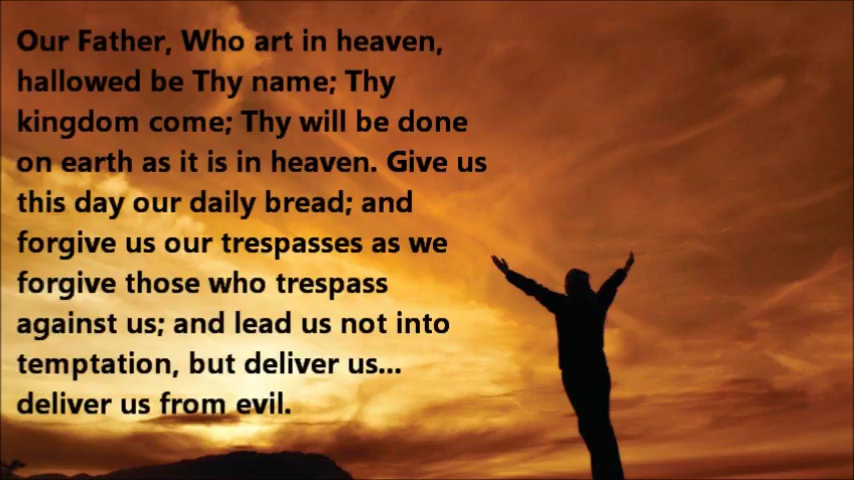 Our Father, Who art in heaven,
hallowed be Thy name; Thy
kingdom come; Thy will be done
on earth as it is in heaven. Give us
this day our daily bread; and
forgive us our trespasses as we
forgive those who trespass
against us; and lead us not into
temptation, but deliver us...
deliver us from evil.